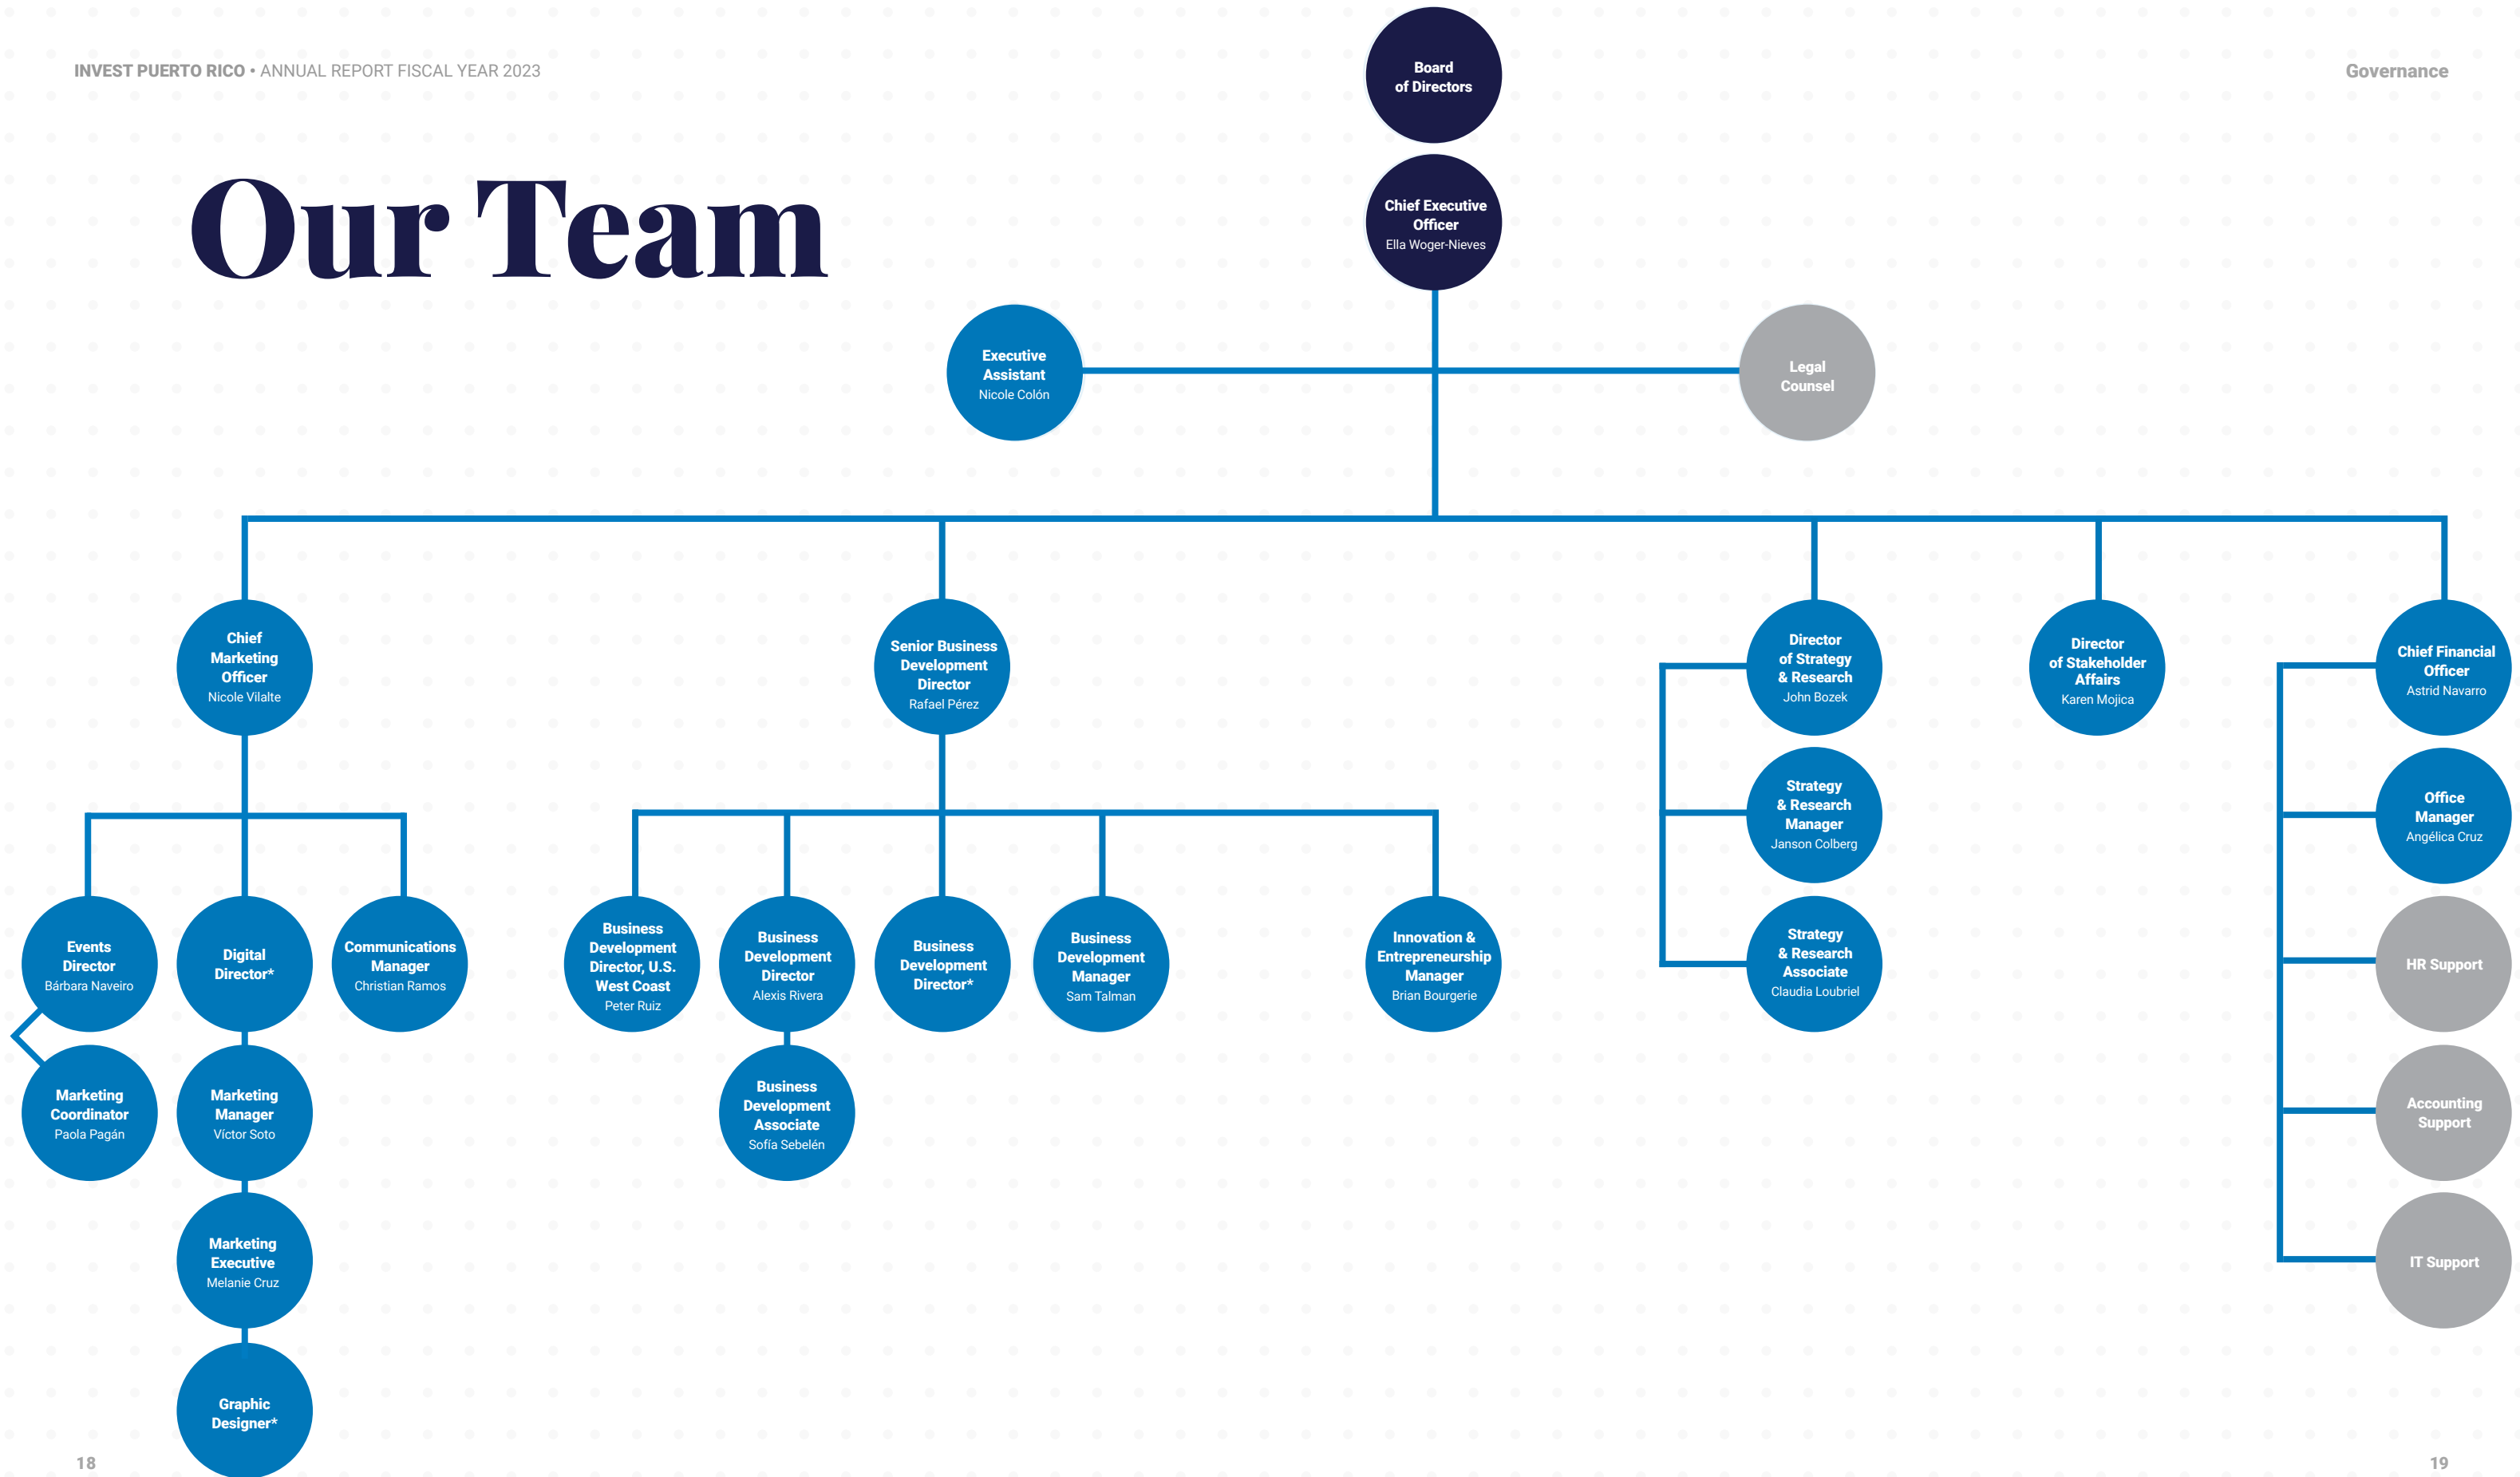 INVEST PUERTO RICO • ANNUAL REPORT FISCAL YEAR 2023
Governance
Our Team
Board
of Directors
Chief Executive
Officer
Ella Woger-Nieves
Executive
Assistant
Nicole Colón
Legal
Counsel
Chief
Marketing
Officer
Nicole Vilalte
Senior Business
Development
Director
Rafael Pérez
Director
of Strategy
& Research
John Bozek
Director
of Stakeholder
Affairs
Karen Mojica
Chief Financial
Officer
Astrid Navarro
Strategy
& Research
Manager
Janson Colberg
Office
Manager
Angélica Cruz
Events
Director
Bárbara Naveiro
Digital
Director*
Communications
Manager
Christian Ramos
Business
Development
Director, U.S.
West Coast
Peter Ruiz
Business
Development
Director
Alexis Rivera
Business
Development
Director*
Business
Development
Manager
Sam Talman
Innovation &
Entrepreneurship
Manager
Brian Bourgerie
Strategy
& Research
Associate
Claudia Loubriel
HR Support
Marketing
Coordinator
Paola Pagán
Marketing
Manager
Víctor Soto
Business
Development
Associate
Sofía Sebelén
Accounting
Support
Marketing
Executive
Melanie Cruz
IT Support
Graphic
Designer*
18
19